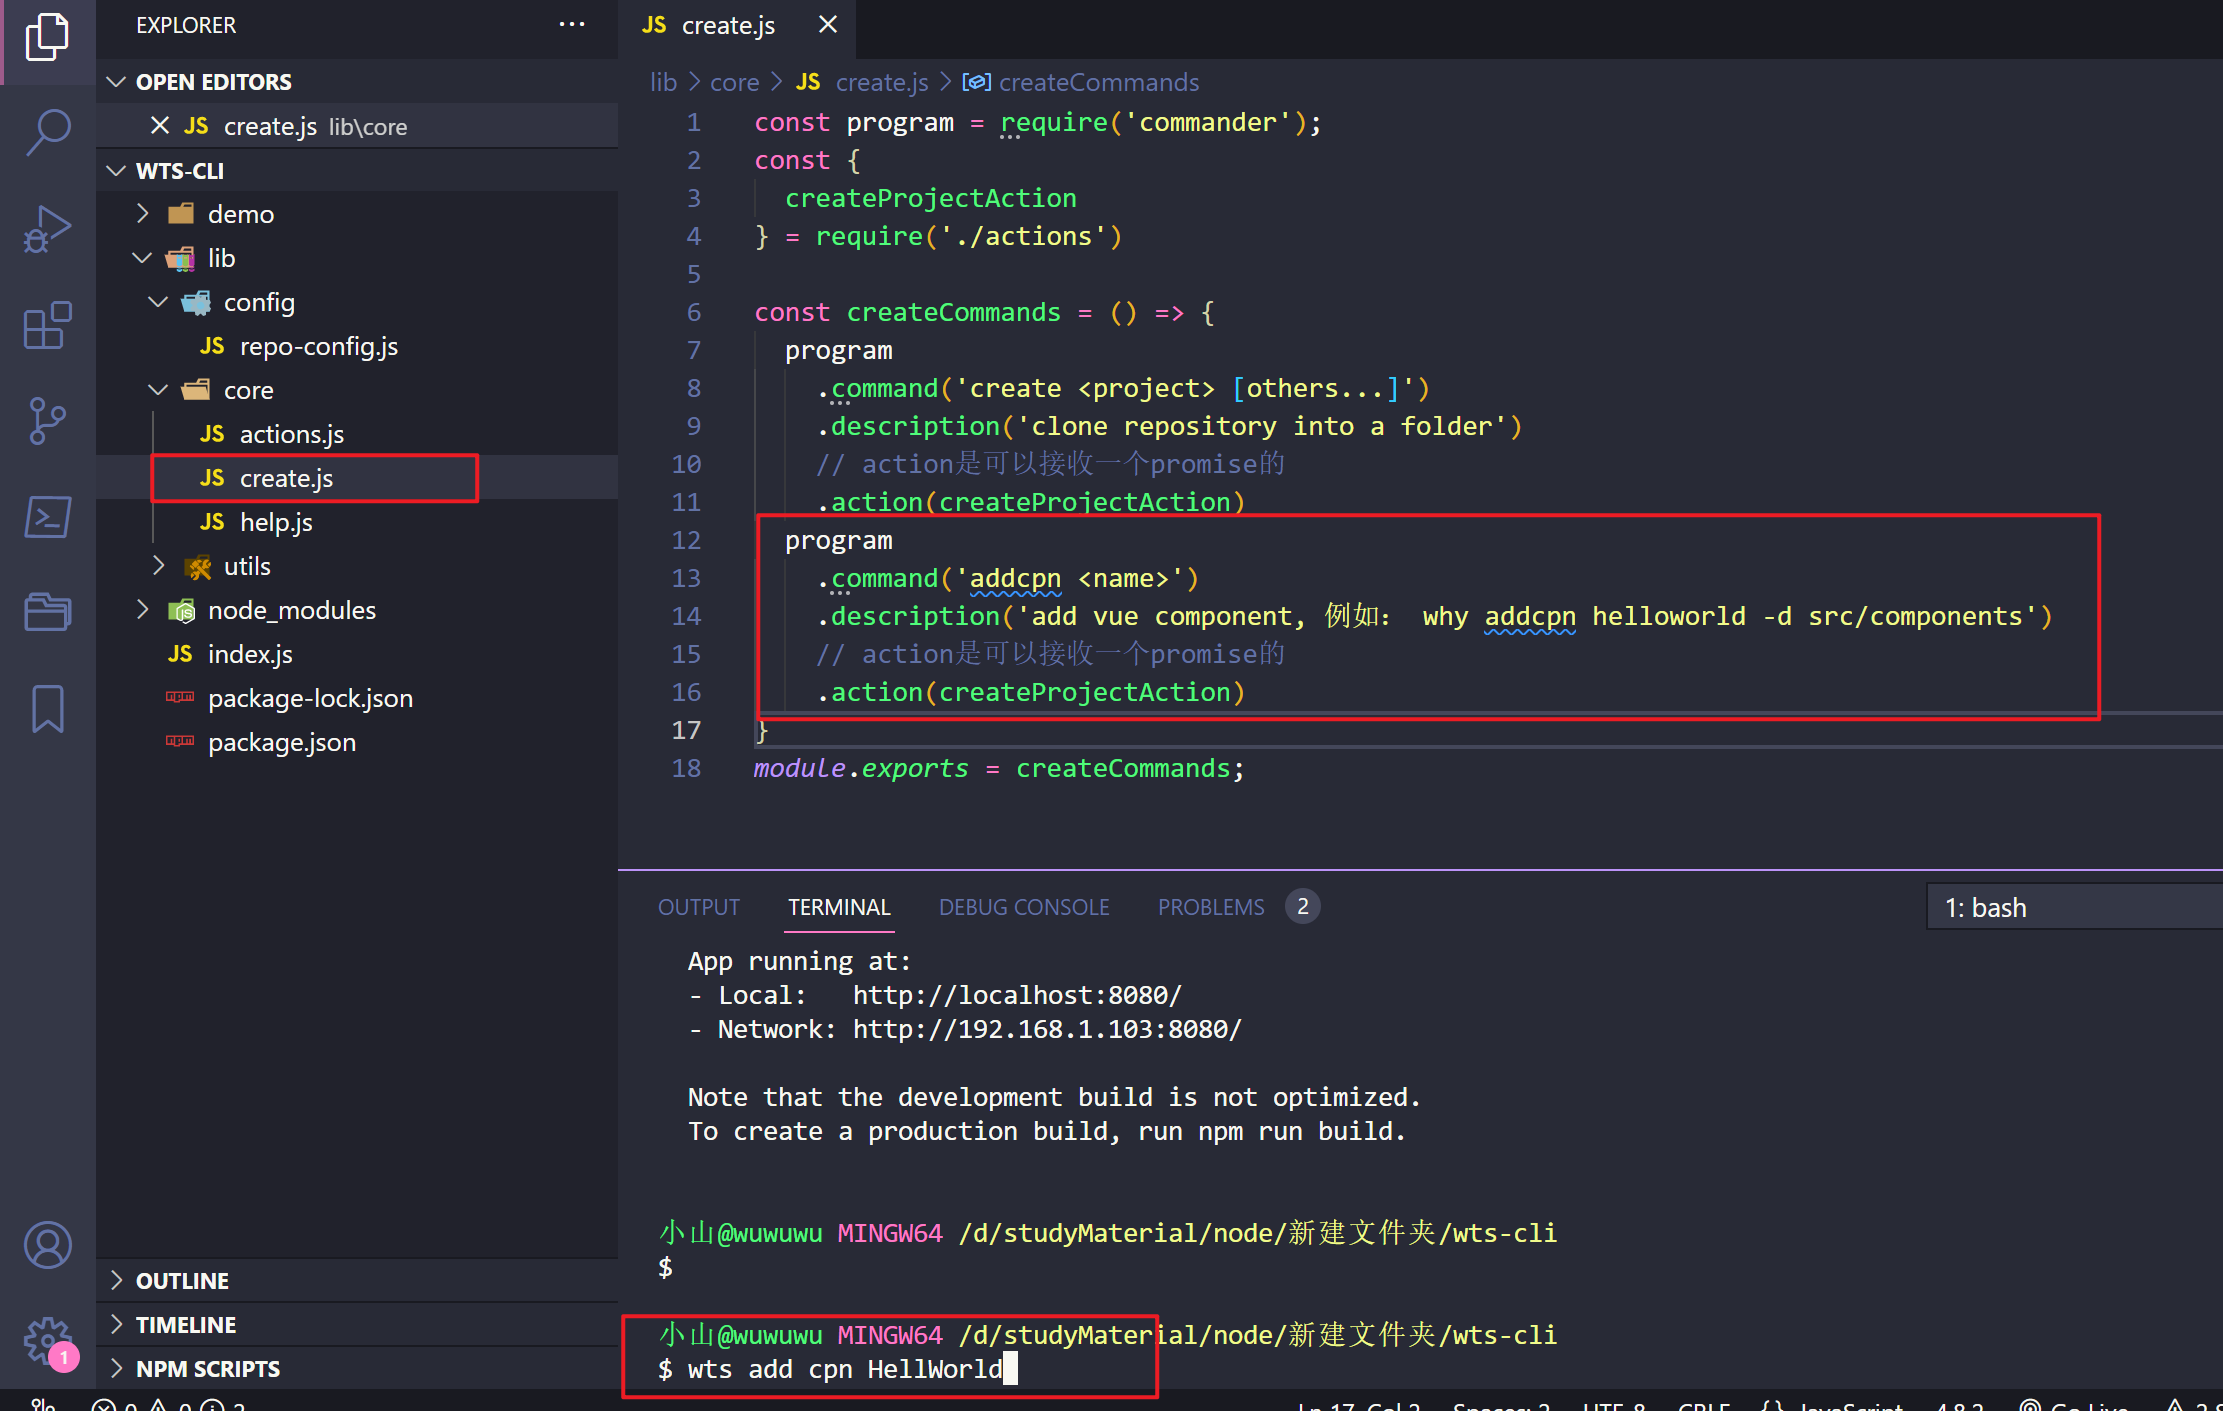 EXPLORER
OPEN EDITORS
JS create.js lib\core
WTS-CLI
demo
lib
config
JS repo-config.js
core
JS actions.js
JS create.js
JS help.js
utils
node_modules
JS index.js
package-lock.json
package.json
OUTLINE
TIMELINE
NPM SCRIPTS
1
JS create.js
lib > core > JS create.js > createCommands
1 const program = require('commander');
2 const {
3 createProjectAction
4 } = require('./actions')
5
6 const createCommands = () => {
7 program
8 .command('create <project> [others...]')
9 .description('clone repository into a folder')
10 // action是可以接收一个promise的
11 .action(createProjectAction)
12 program
13 .command('addcpn <name>')
14 .description('add vue component, 例如： why addcpn helloworld -d src/components')
15 // action是可以接收一个promise的
16 .action(createProjectAction)
17 }
18 module.exports = createCommands;
OUTPUT TERMINAL DEBUG CONSOLE PROBLEMS 2 1: bash
App running at:
- Local: http://localhost:8080/
- Network: http://192.168.1.103:8080/
Note that the development build is not optimized.
To create a production build, run npm run build.
小山@wuwuwu MINGW64 /d/studyMaterial/node/新建文件夹/wts-cli
$
小山@wuwuwu MINGW64 /d/studyMaterial/node/新建文件夹/wts-cli
$ wts add cpn HellWorld
Ln 17, Col 2 Spaces: 2 UTF-8 CRLF {} JavaScript 4.8.2 Go Live